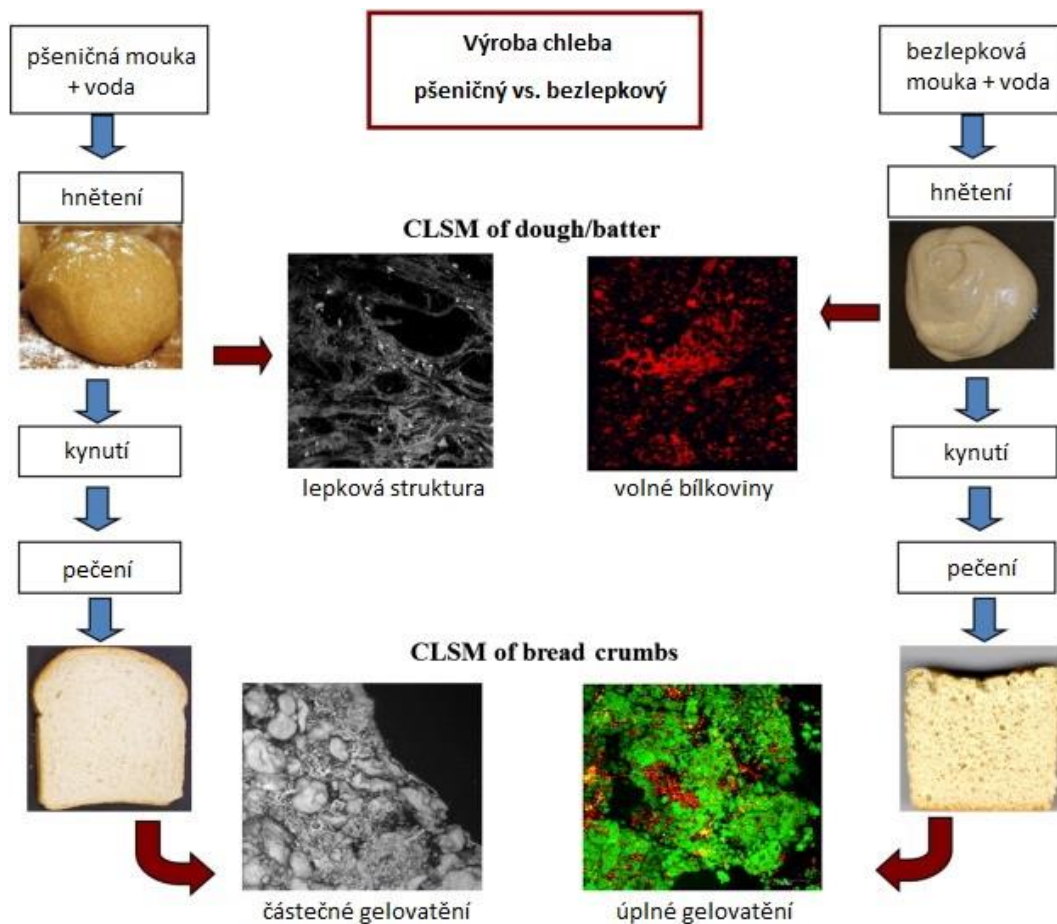 pšeničná mouka
+ voda
Výroba chleba
pšeničný vs. bezlepkový
bezlepková
mouka + voda
hnětení
hnětení
CLSM of dough/batter
kynutí
lepková struktura
volné bílkoviny
kynutí
pečení
pečení
CLSM of bread crumbs
částečné gelovatění
úplné gelovatění